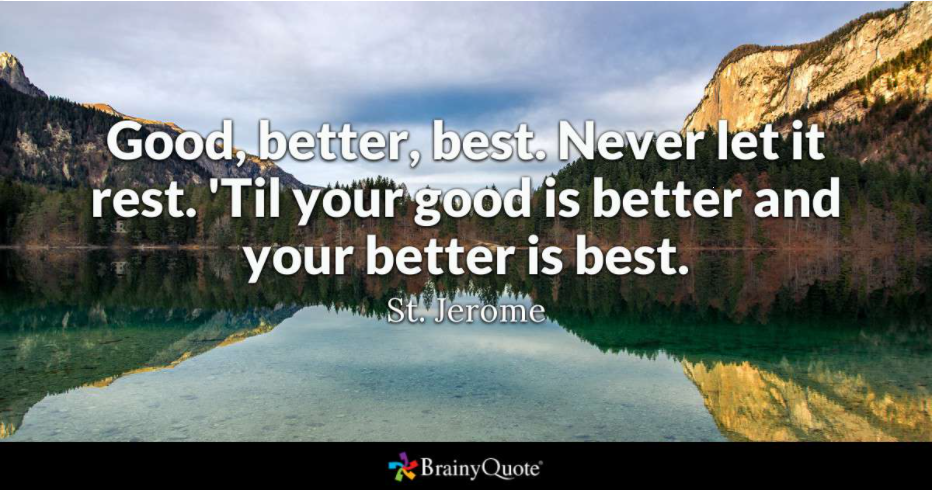 Good, better, best. Never let it
rest. 'Til your good is better and
your better is best.
St. Jerome
BrainyQuote®